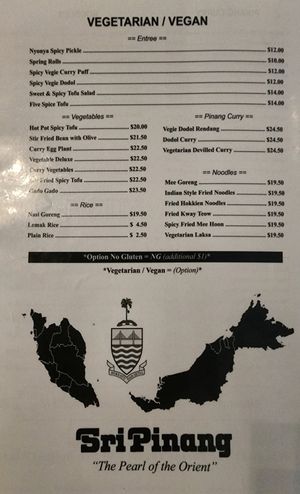 VEGETARIAN / VEGAN
== Entree ==
Nyonya Spicy Pickle $12.00
Spring Rolls $10.00
Spicy Vegie Curry Puff $12.00
Spicy Vegie Dodol $12.00
Sweet & Spicy Tofu Salad $14.00
Five Spice Tofu $14.00
== Vegetables ==
Hot Pot Spicy Tofu $20.00
Stir Fried Bean with Olive $21.50
Curry Egg Plant $22.50
Vegetable Deluxe $22.50
Curry Vegetables $22.50
Fried Spicy Tofu $22.50
Gado Gado $23.50
== Rice ==
Nasi Goreng $19.50
Lemak Rice $ 4.50
Plain Rice $ 2.50
== Pinang Curry ==
Vegie Dodol Rendang $24.50
Dodol Curry $24.50
Vegetarian Devilled Curry $24.50
== Noodles ==
Mee Goreng $19.50
Indian Style Fried Noodles $19.50
Fried Hokkien Noodles $19.50
Fried Kway Teow $19.50
Spicy Fried Mee Hoon $19.50
Vegetarian Laksa $19.50
*Option No Gluten = NG (additional $1)*
*Vegetarian / Vegan = (Option)*
Sri Pinang
"The Pearl of the Orient"